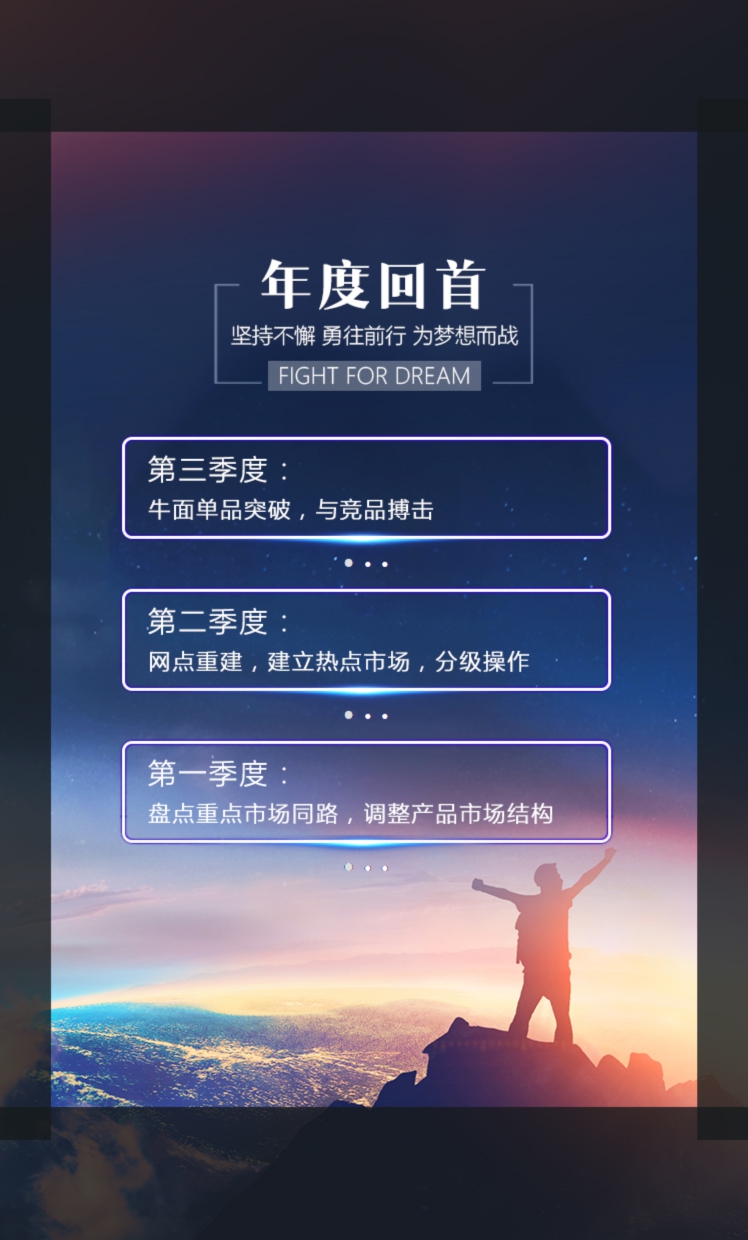 年度回首
坚持不懈 勇往前行 为梦想而战
FIGHT FOR DREAM
第三季度：
牛面单品突破，与竞品搏击
第二季度：
网点重建，建立热点市场，分级操作
第一季度：
盘点重点市场同路，调整产品市场结构